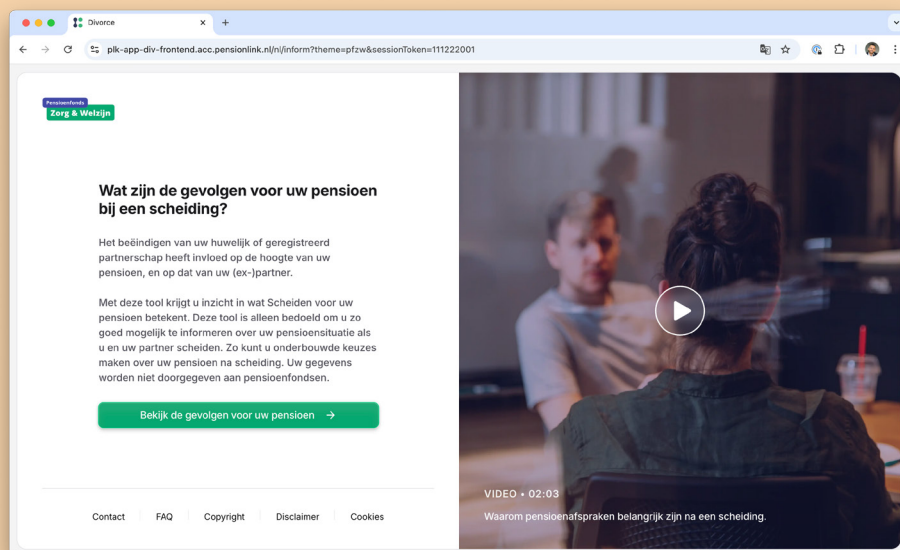 Divorce
plk-app-div-frontend.acc.pensionlink.nl/nl/inform?theme=pfzw&sessionToken=111222001
Pensioenfonds
Zorg & Welzijn
Wat zijn de gevolgen voor uw pensioen
bij een scheiding?
Het beëindigen van uw huwelijk of geregistreerd
partnerschap heeft invloed op de hoogte van uw
pensioen, en op dat van uw (ex-)partner.
Met deze tool krijgt u inzicht in wat Scheiden voor uw
pensioen betekent. Deze tool is alleen bedoeld om u zo
goed mogelijk te informeren over uw pensioensituatie als
u en uw partner scheiden. Zo kunt u onderbouwde keuzes
maken over uw pensioen na scheiding. Uw gegevens
worden niet doorgegeven aan pensioenfondsen.
Bekijk de gevolgen voor uw pensioen →
Contact
FAQ
Copyright
Disclaimer
Cookies
VIDEO • 02:03
Waarom pensioenafspraken belangrijk zijn na een scheiding.